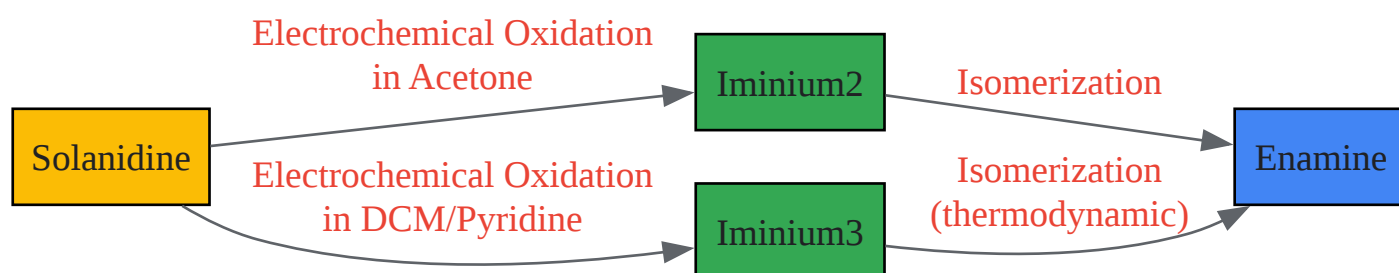 Electrochemical Oxidation
in Acetone
Iminium2
Isomerization
Solanidine
Electrochemical Oxidation
in DCM/Pyridine
Iminium3
Isomerization
(thermodynamic)
Enamine